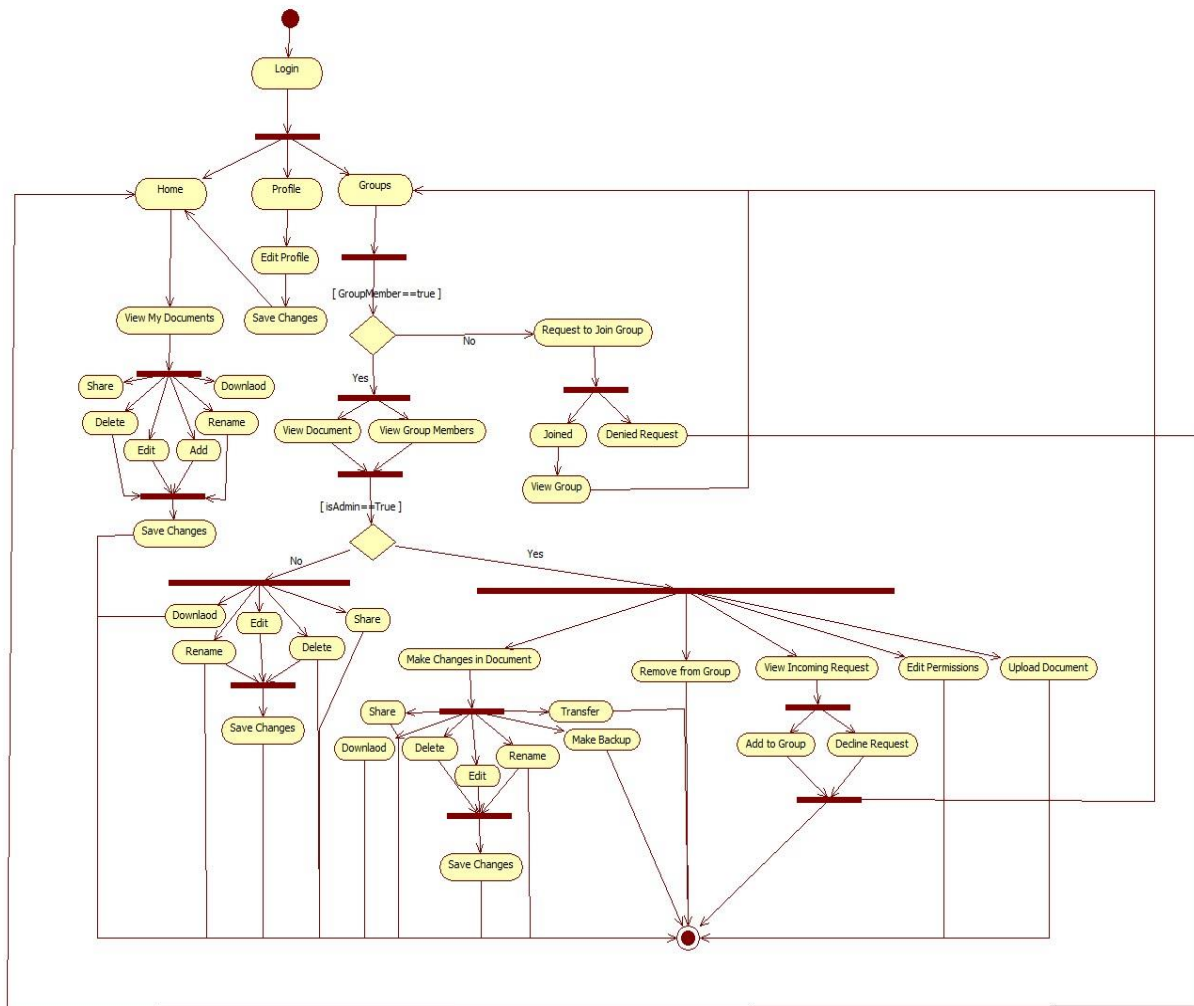 Login
Home
Profile
Groups
Edit Profile
[ GroupMember==true ]
View My Documents
Save Changes
Request to Join Group
No
Yes
Share
Downlaod
Delete
Rename
Edit
Add
View Document
View Group Members
Joined
Denied Request
View Group
[ isAdmin==True ]
Save Changes
No
Yes
Downlaod
Edit
Share
Rename
Delete
Make Changes in Document
Remove from Group
View Incoming Request
Edit Permissions
Upload Document
Save Changes
Share
Transfer
Downlaod
Delete
Rename
Make Backup
Edit
Add to Group
Decline Request
Save Changes